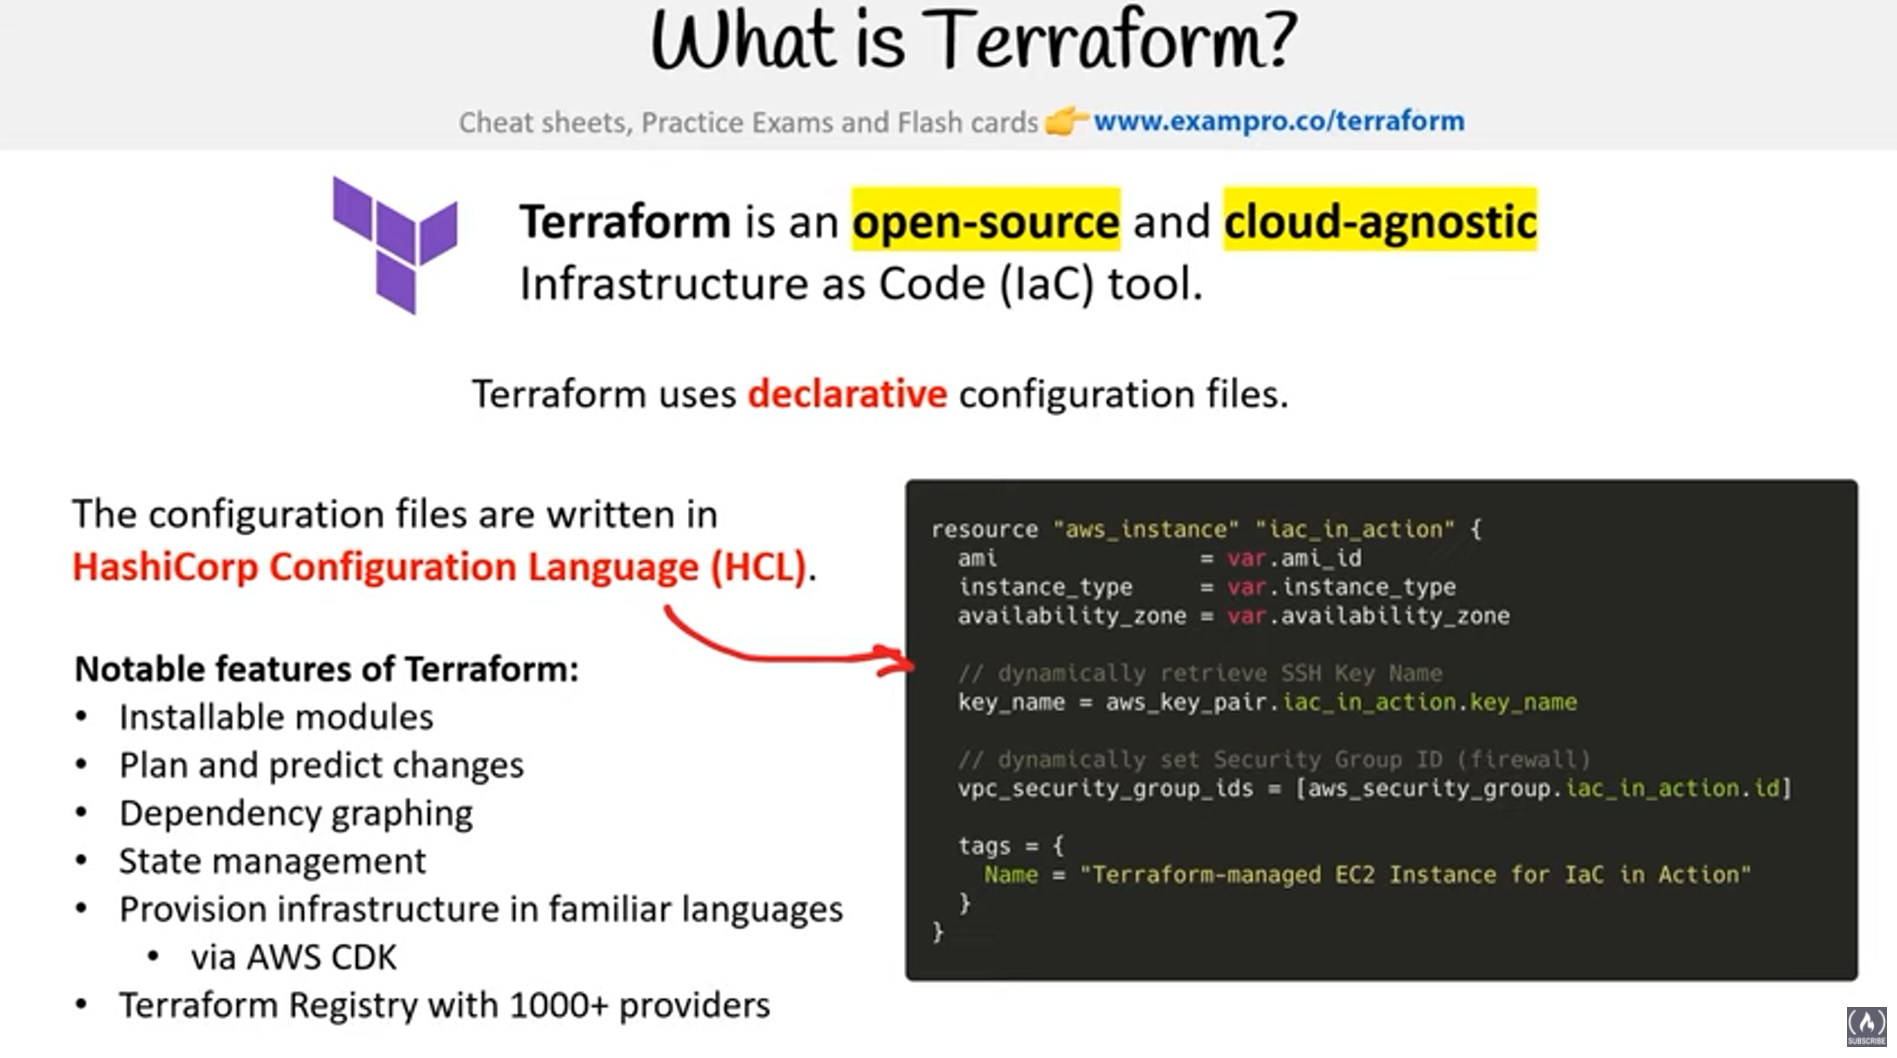 What is Terraform?
Cheat sheets, Practice Exams and Flash cards 👉 www.exampro.co/terraform
Terraform is an open-source and cloud-agnostic
Infrastructure as Code (IaC) tool.
Terraform uses declarative configuration files.
The configuration files are written in
HashiCorp Configuration Language (HCL).
Notable features of Terraform:
• Installable modules
• Plan and predict changes
• Dependency graphing
• State management
• Provision infrastructure in familiar languages
• via AWS CDK
• Terraform Registry with 1000+ providers
resource "aws_instance" "iac_in_action" {
  ami               = var.ami_id
  instance_type     = var.instance_type
  availability_zone = var.availability_zone
  // dynamically retrieve SSH Key Name
  key_name = aws_key_pair.iac_in_action.key_name
  // dynamically set Security Group ID (firewall)
  vpc_security_group_ids = [aws_security_group.iac_in_action.id]
  tags = {
    Name = "Terraform-managed EC2 Instance for IaC in Action"
  }
}
SUBSCRIBE